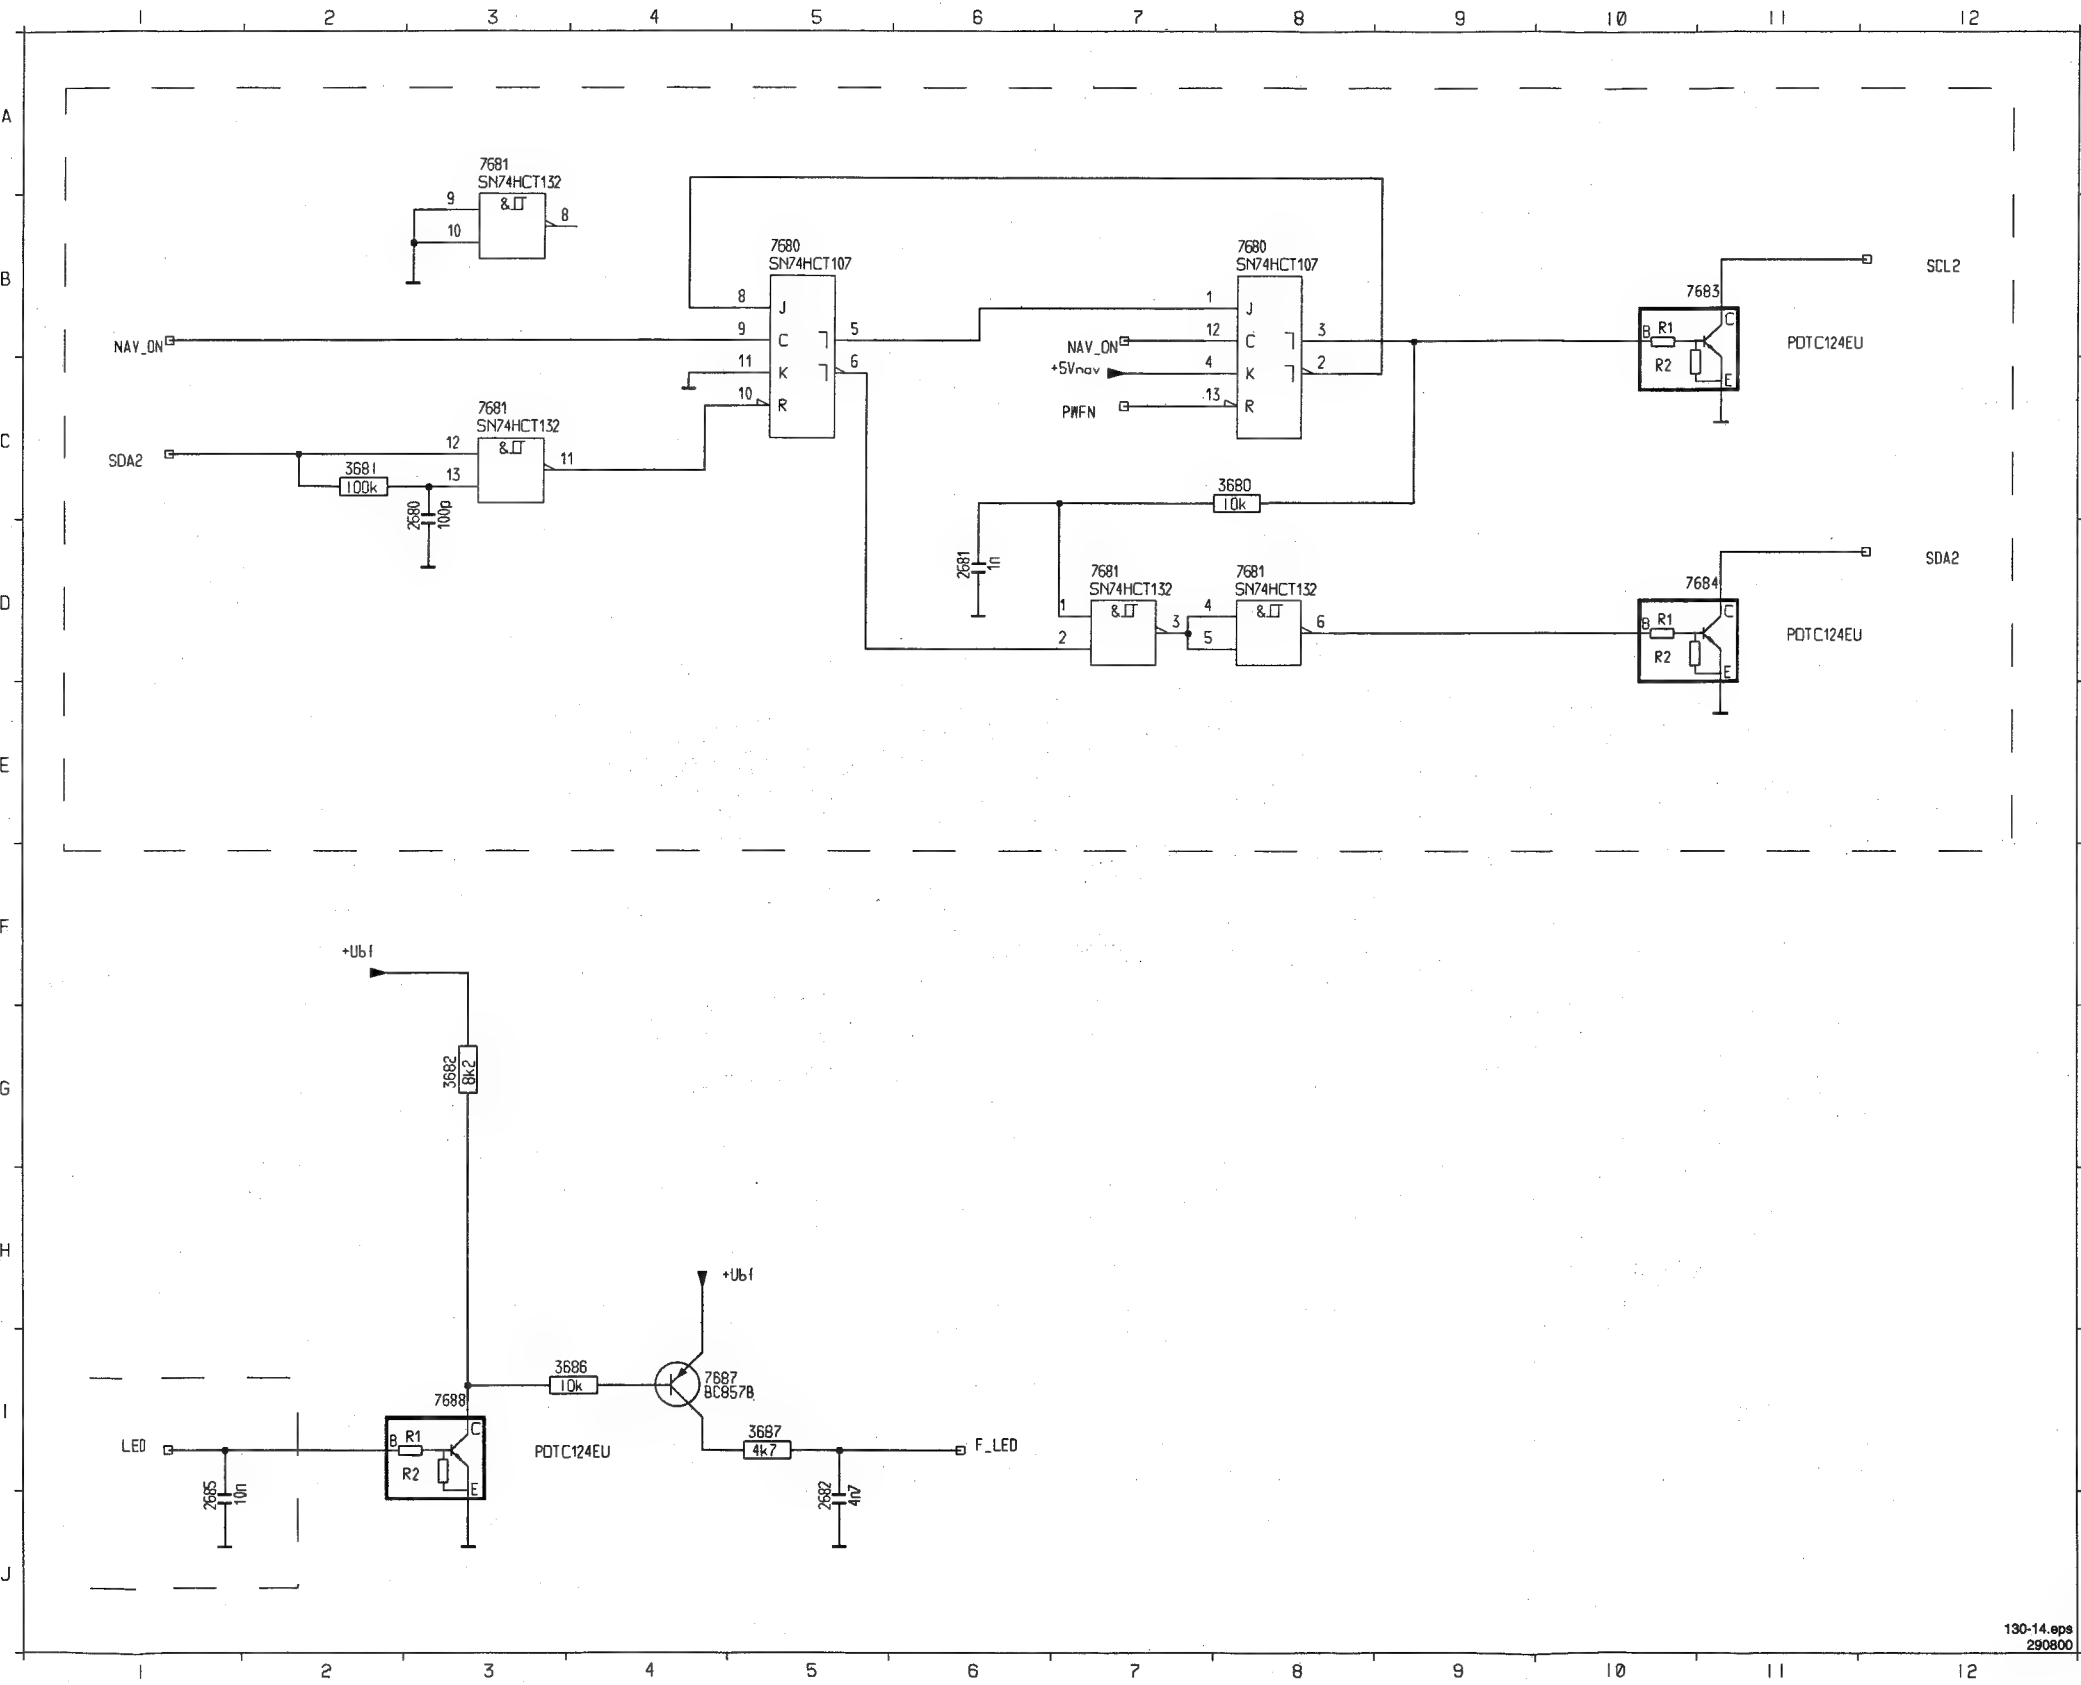 1 2 3 4 5 6 7 8 9 10 11 12
A
7681
SN74HCT132
9
&
8
10
B
7680
SN74HCT107
8
J
NAV_ON
9
C
5
11
K
6
10
R
7680
SN74HCT107
1
J
NAV_ON
12
C
3
+5Vnav
4
K
2
PWFN
13
R
7683
SCL2
C
B
R1
R2
E
PDTC124EU
C
7681
SN74HCT132
SDA2
12
&
11
3681
100k
13
2680
100p
3680
10k
2681
1n
D
7681
SN74HCT132
1
&
3
2
7681
SN74HCT132
4
&
6
5
7684
SDA2
C
B
R1
R2
E
PDTC124EU
E
F
+Ubf
G
3682
8k2
H
+Ubf
3686
10k
7687
BC857B
I
7688
LED
C
B
R1
R2
E
PDTC124EU
3687
4k7
F_LED
2685
10n
2682
4n7
J
130-14.eps
290800
1 2 3 4 5 6 7 8 9 10 11 12